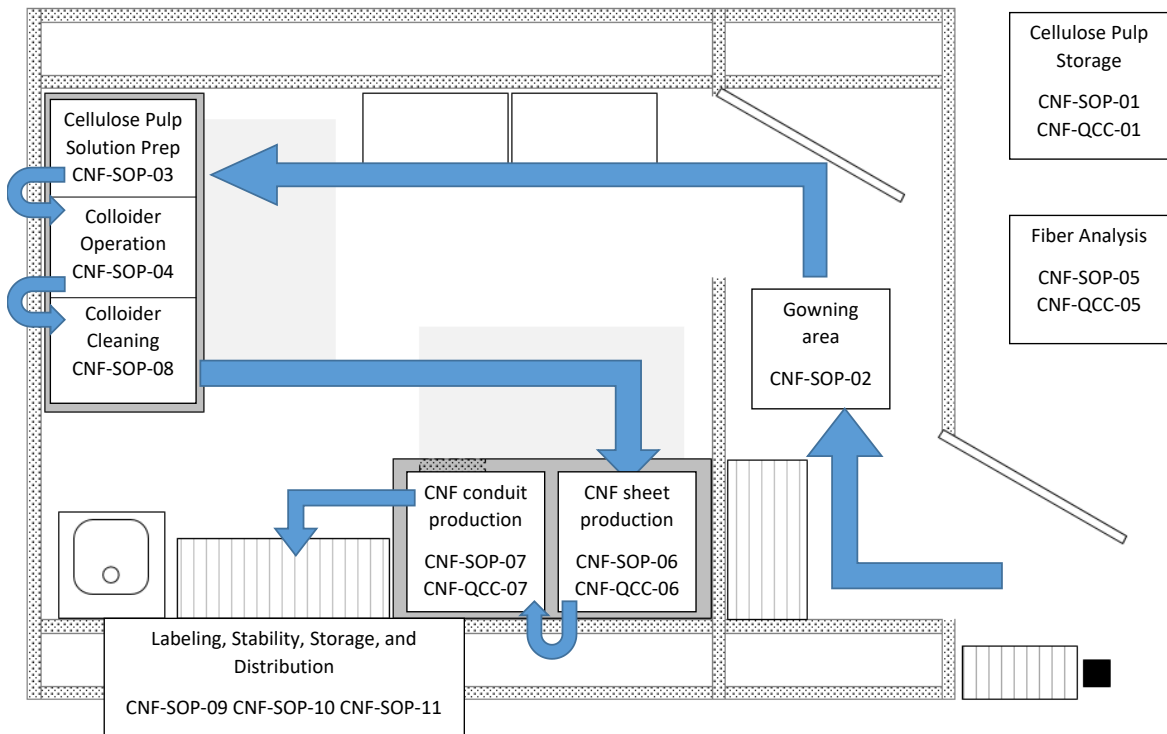 Cellulose Pulp
Storage
CNF-SOP-01
CNF-QCC-01
Cellulose Pulp
Solution Prep
CNF-SOP-03
Colloider
Operation
CNF-SOP-04
Colloider
Cleaning
CNF-SOP-08
Fiber Analysis
CNF-SOP-05
CNF-QCC-05
Gowning
area
CNF-SOP-02
CNF conduit
production
CNF-SOP-07
CNF-QCC-07
CNF sheet
production
CNF-SOP-06
CNF-QCC-06
Labeling, Stability, Storage, and
Distribution
CNF-SOP-09 CNF-SOP-10 CNF-SOP-11